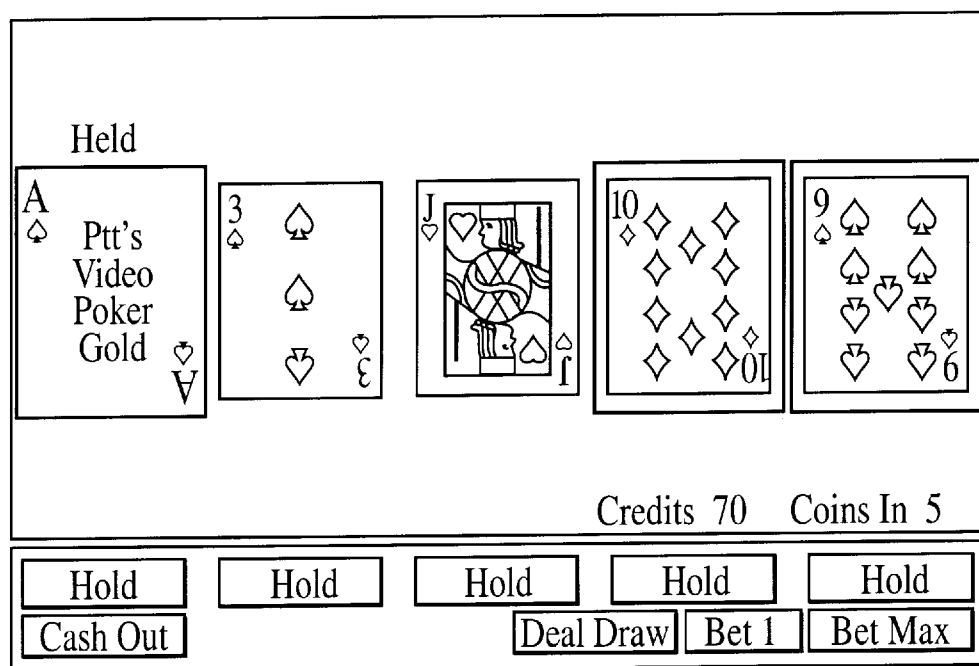 Held
A
Ptt's
Video
Poker
Gold
A
3
3
J
J
10
10
9
9
Credits 70 Coins In 5
Hold Hold Hold Hold Hold
Cash Out Deal Draw Bet 1 Bet Max